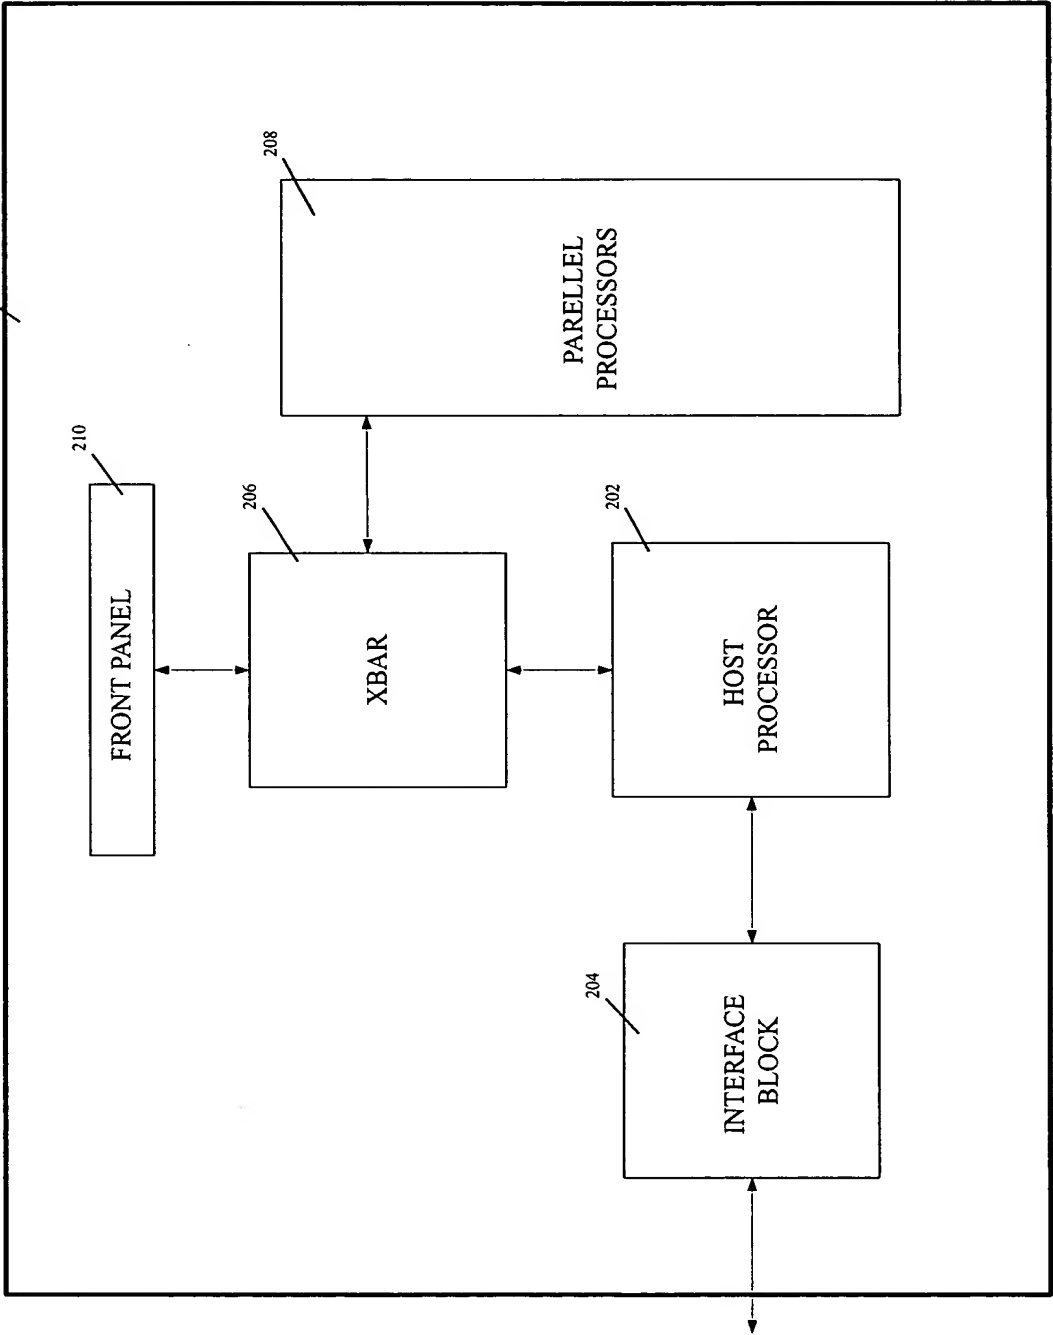 210
FRONT PANEL
206
XBAR
208
PARELLEL
PROCESSORS
202
HOST
PROCESSOR
204
INTERFACE
BLOCK